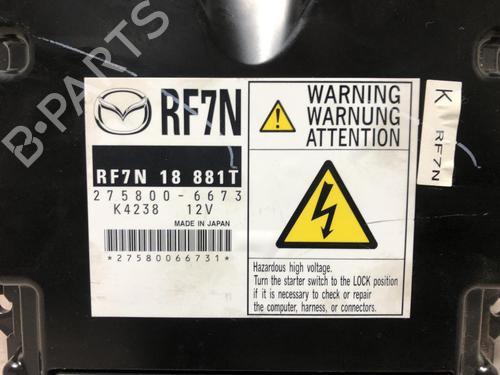 RF7N
RF7N 18 881T
275800-6673
K4238 12V
MADE IN JAPAN
*27580066731*
WARNING
WARNUNG
ATTENTION
Hazardous high voltage.
Turn the starter switch to the LOCK position
if it is necessary to check or repair
the computer, harness, or connectors.
K
RF7N
B-PARTS